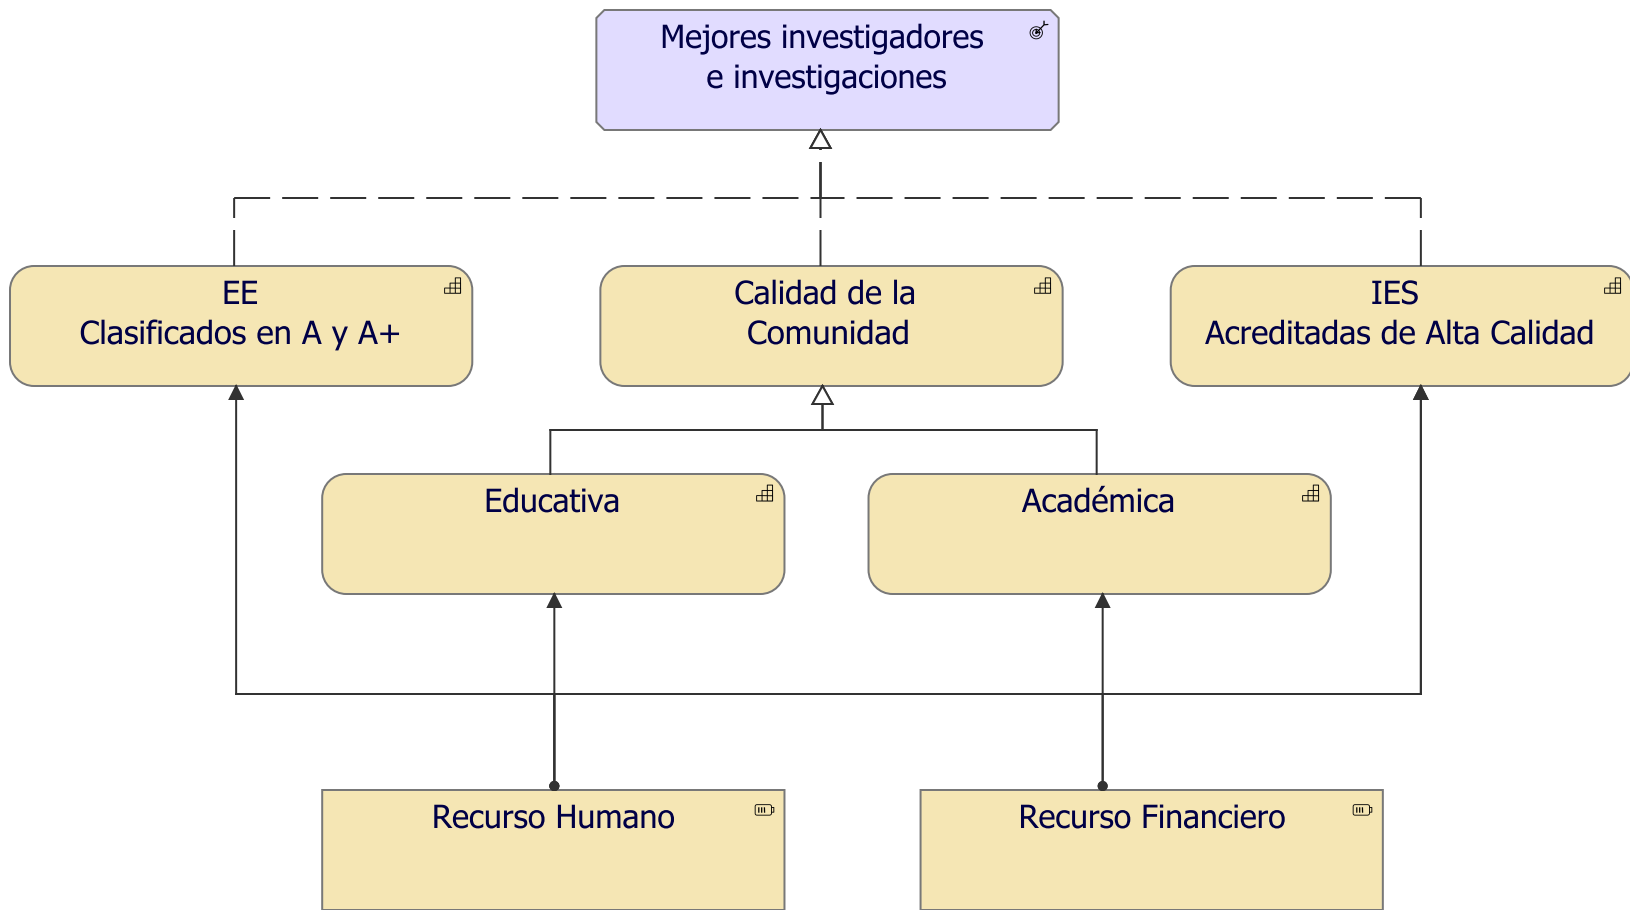 Mejores investigadores
e investigaciones
EE
Clasificados en A y A+
Calidad de la
Comunidad
IES
Acreditadas de Alta Calidad
Educativa
Académica
Recurso Humano
Recurso Financiero